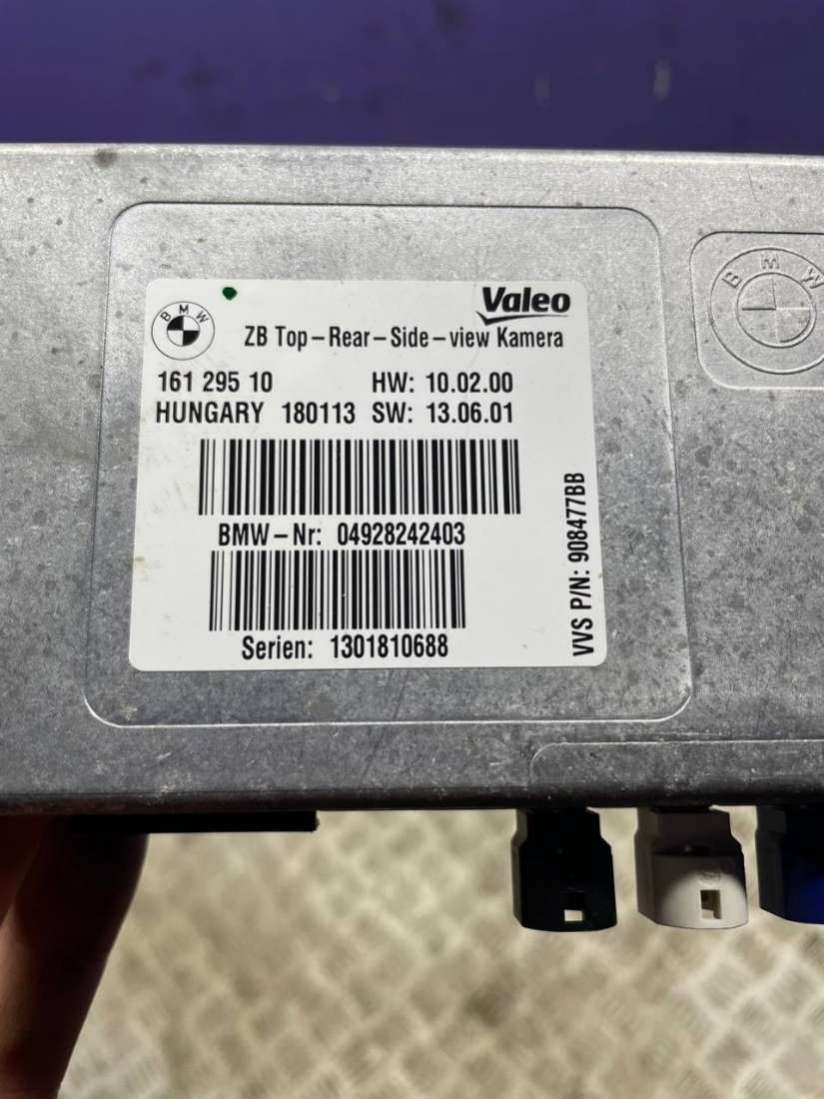 BMW
Valeo
ZB Top-Rear-Side-view Kamera
161 295 10 HW: 10.02.00
HUNGARY 180113 SW: 13.06.01
BMW-Nr: 04928242403
Serien: 1301810688
VVS P/N: 908477BB
BMW